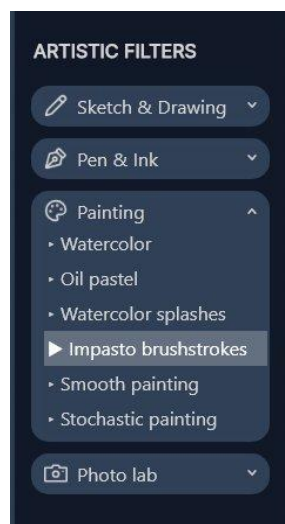 ARTISTIC FILTERS
Sketch & Drawing
Pen & Ink
Painting
Watercolor
Oil pastel
Watercolor splashes
Impasto brushstrokes
Smooth painting
Stochastic painting
Photo lab